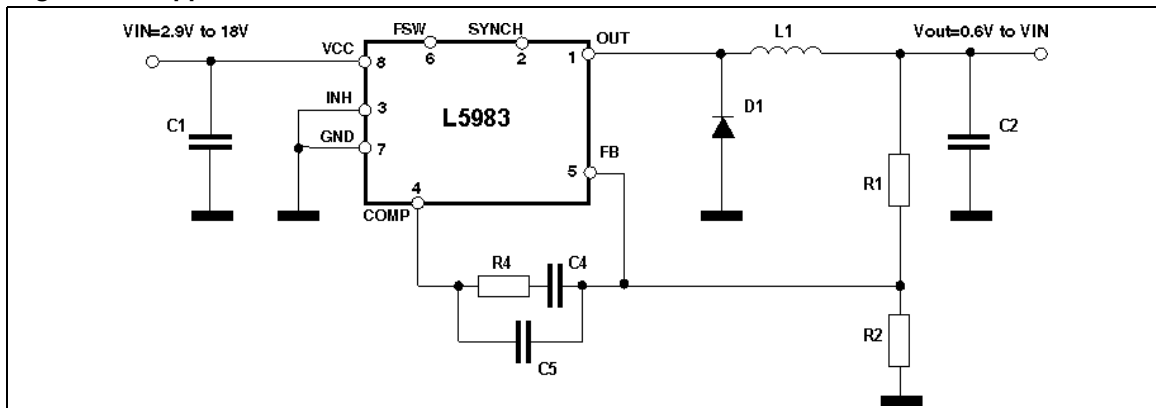 VIN=2.9V to 18V
FSW
SYNCH
OUT
L1
Vout=0.6V to VIN
VCC
8
6
2
1
INH
3
L5983
D1
C1
GND
7
FB
5
C2
R1
4
COMP
R4
C4
R2
C5